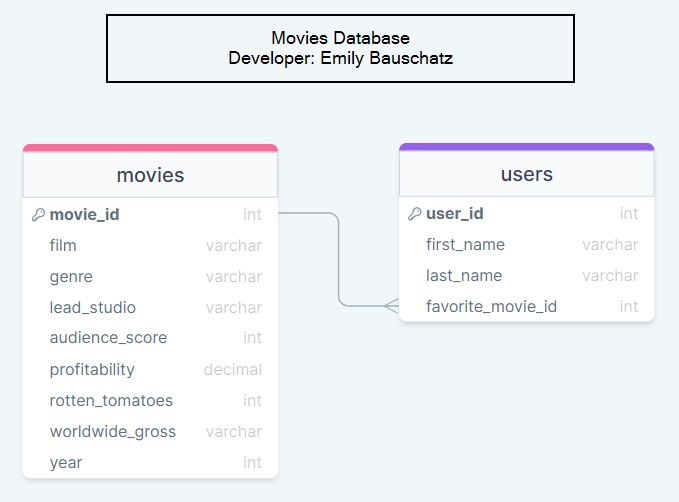 Movies Database
Developer: Emily Bauschatz
movies
movie_id int
film varchar
genre varchar
lead_studio varchar
audience_score int
profitability decimal
rotten_tomatoes int
worldwide_gross varchar
year int
users
user_id int
first_name varchar
last_name varchar
favorite_movie_id int